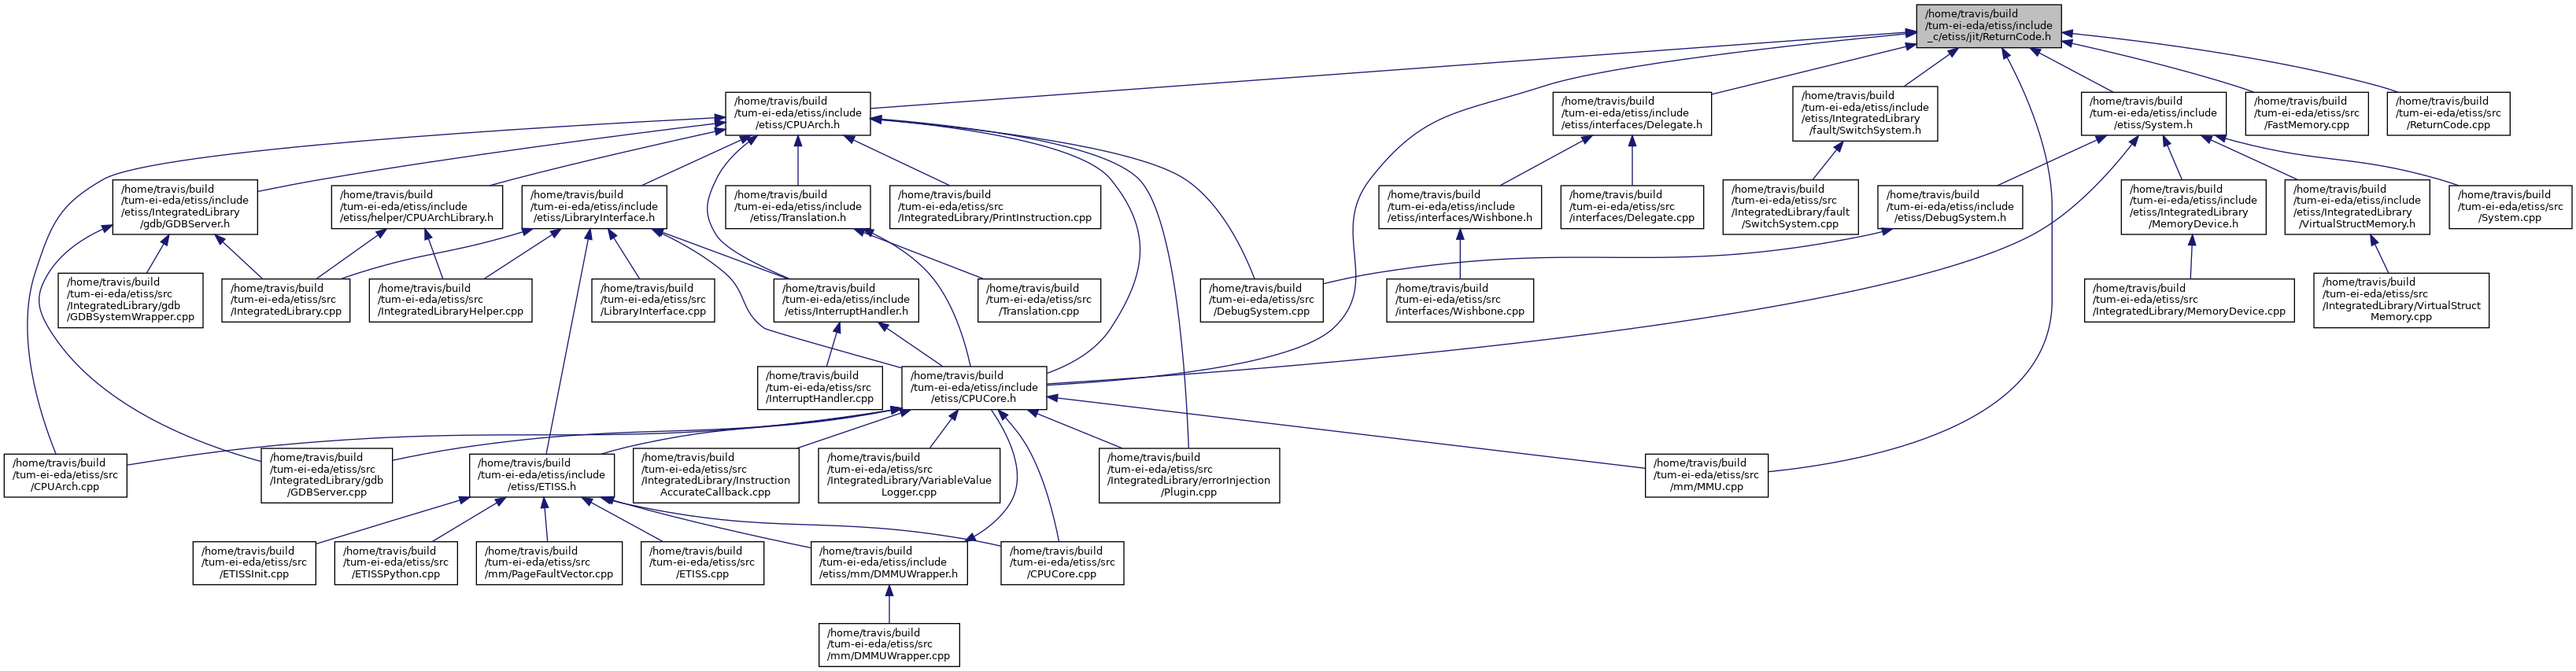 /home/travis/build
/tum-ei-eda/etiss/include
_c/etiss/jit/ReturnCode.h
/home/travis/build
/tum-ei-eda/etiss/include
/etiss/CPUArch.h
/home/travis/build
/tum-ei-eda/etiss/include
/etiss/interfaces/Delegate.h
/home/travis/build
/tum-ei-eda/etiss/include
/etiss/IntegratedLibrary
/fault/SwitchSystem.h
/home/travis/build
/tum-ei-eda/etiss/include
/etiss/System.h
/home/travis/build
/tum-ei-eda/etiss/src
/FastMemory.cpp
/home/travis/build
/tum-ei-eda/etiss/src
/ReturnCode.cpp
/home/travis/build
/tum-ei-eda/etiss/include
/etiss/IntegratedLibrary
/gdb/GDBServer.h
/home/travis/build
/tum-ei-eda/etiss/include
/etiss/helper/CPUArchLibrary.h
/home/travis/build
/tum-ei-eda/etiss/include
/etiss/LibraryInterface.h
/home/travis/build
/tum-ei-eda/etiss/include
/etiss/Translation.h
/home/travis/build
/tum-ei-eda/etiss/src
/IntegratedLibrary/PrintInstruction.cpp
/home/travis/build
/tum-ei-eda/etiss/include
/etiss/interfaces/Wishbone.h
/home/travis/build
/tum-ei-eda/etiss/src
/interfaces/Delegate.cpp
/home/travis/build
/tum-ei-eda/etiss/src
/IntegratedLibrary/fault
/SwitchSystem.cpp
/home/travis/build
/tum-ei-eda/etiss/include
/etiss/DebugSystem.h
/home/travis/build
/tum-ei-eda/etiss/include
/etiss/IntegratedLibrary
/MemoryDevice.h
/home/travis/build
/tum-ei-eda/etiss/include
/etiss/IntegratedLibrary
/VirtualStructMemory.h
/home/travis/build
/tum-ei-eda/etiss/src
/System.cpp
/home/travis/build
/tum-ei-eda/etiss/src
/IntegratedLibrary/gdb
/GDBSystemWrapper.cpp
/home/travis/build
/tum-ei-eda/etiss/src
/IntegratedLibrary.cpp
/home/travis/build
/tum-ei-eda/etiss/src
/IntegratedLibraryHelper.cpp
/home/travis/build
/tum-ei-eda/etiss/src
/LibraryInterface.cpp
/home/travis/build
/tum-ei-eda/etiss/include
/etiss/InterruptHandler.h
/home/travis/build
/tum-ei-eda/etiss/src
/Translation.cpp
/home/travis/build
/tum-ei-eda/etiss/src
/DebugSystem.cpp
/home/travis/build
/tum-ei-eda/etiss/src
/interfaces/Wishbone.cpp
/home/travis/build
/tum-ei-eda/etiss/src
/IntegratedLibrary/MemoryDevice.cpp
/home/travis/build
/tum-ei-eda/etiss/src
/IntegratedLibrary/VirtualStruct
Memory.cpp
/home/travis/build
/tum-ei-eda/etiss/src
/InterruptHandler.cpp
/home/travis/build
/tum-ei-eda/etiss/include
/etiss/CPUCore.h
/home/travis/build
/tum-ei-eda/etiss/src
/CPUArch.cpp
/home/travis/build
/tum-ei-eda/etiss/src
/IntegratedLibrary/gdb
/GDBServer.cpp
/home/travis/build
/tum-ei-eda/etiss/include
/etiss/ETISS.h
/home/travis/build
/tum-ei-eda/etiss/src
/IntegratedLibrary/Instruction
AccurateCallback.cpp
/home/travis/build
/tum-ei-eda/etiss/src
/IntegratedLibrary/VariableValue
Logger.cpp
/home/travis/build
/tum-ei-eda/etiss/src
/IntegratedLibrary/errorInjection
/Plugin.cpp
/home/travis/build
/tum-ei-eda/etiss/src
/mm/MMU.cpp
/home/travis/build
/tum-ei-eda/etiss/src
/ETISSInit.cpp
/home/travis/build
/tum-ei-eda/etiss/src
/ETISSPython.cpp
/home/travis/build
/tum-ei-eda/etiss/src
/mm/PageFaultVector.cpp
/home/travis/build
/tum-ei-eda/etiss/src
/ETISS.cpp
/home/travis/build
/tum-ei-eda/etiss/include
/etiss/mm/DMMUWrapper.h
/home/travis/build
/tum-ei-eda/etiss/src
/CPUCore.cpp
/home/travis/build
/tum-ei-eda/etiss/src
/mm/DMMUWrapper.cpp